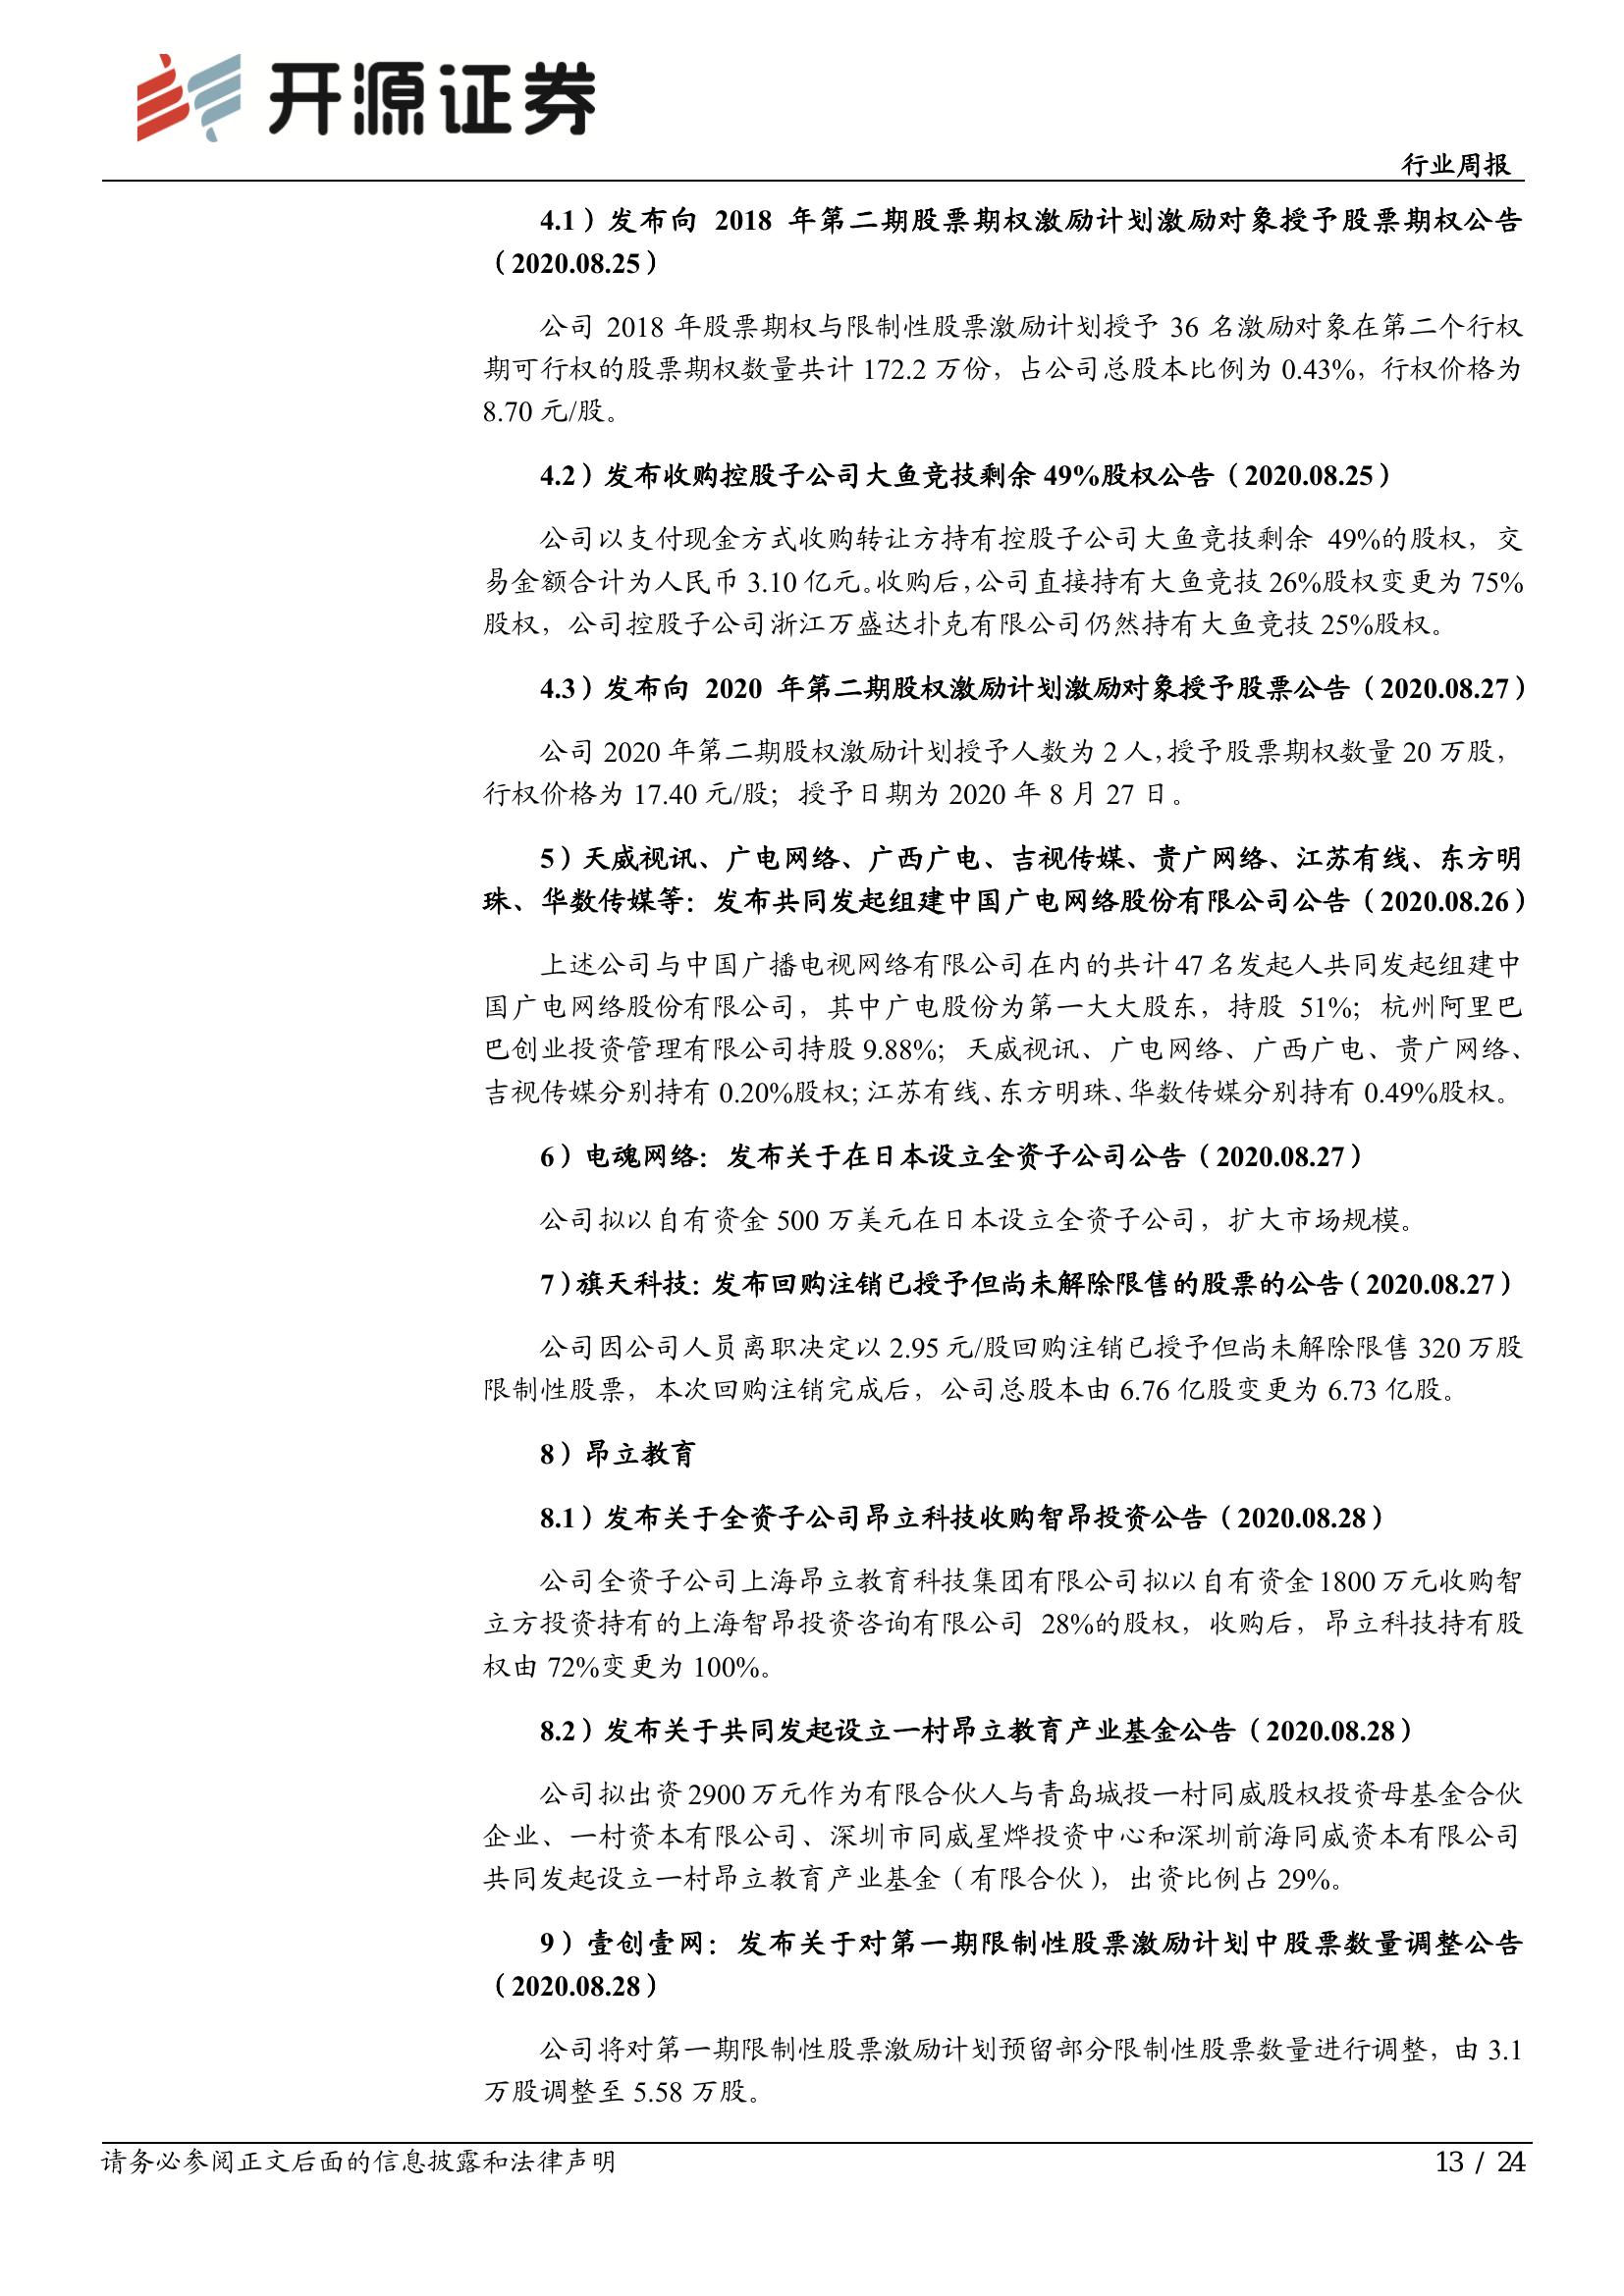 开源证券
行业周报
4.1）发布向 2018 年第二期股票期权激励计划激励对象授予股票期权公告
（2020.08.25）
公司 2018 年股票期权与限制性股票激励计划授予 36 名激励对象在第二个行权
期可行权的股票期权数量共计 172.2 万份，占公司总股本比例为 0.43%，行权价格为
8.70 元/股。
4.2）发布收购控股子公司大鱼竞技剩余 49%股权公告（2020.08.25）
公司以支付现金方式收购转让方持有控股子公司大鱼竞技剩余 49%的股权，交
易金额合计为人民币 3.10 亿元。收购后，公司直接持有大鱼竞技 26%股权变更为 75%
股权，公司控股子公司浙江万盛达扑克有限公司仍然持有大鱼竞技 25%股权。
4.3）发布向 2020 年第二期股权激励计划激励对象授予股票公告（2020.08.27）
公司 2020 年第二期股权激励计划授予人数为 2 人，授予股票期权数量 20 万股，
行权价格为 17.40 元/股；授予日期为 2020 年 8 月 27 日。
5）天威视讯、广电网络、广西广电、吉视传媒、贵广网络、江苏有线、东方明
珠、华数传媒等：发布共同发起组建中国广电网络股份有限公司公告（2020.08.26）
上述公司与中国广播电视网络有限公司在内的共计 47 名发起人共同发起组建中
国广电网络股份有限公司，其中广电股份为第一大大股东，持股 51%；杭州阿里巴
巴创业投资管理有限公司持股 9.88%；天威视讯、广电网络、广西广电、贵广网络、
吉视传媒分别持有 0.20%股权；江苏有线、东方明珠、华数传媒分别持有 0.49%股权。
6）电魂网络：发布关于在日本设立全资子公司公告（2020.08.27）
公司拟以自有资金 500 万美元在日本设立全资子公司，扩大市场规模。
7）旗天科技：发布回购注销已授予但尚未解除限售的股票的公告（2020.08.27）
公司因公司人员离职决定以 2.95 元/股回购注销已授予但尚未解除限售 320 万股
限制性股票，本次回购注销完成后，公司总股本由 6.76 亿股变更为 6.73 亿股。
8）昂立教育
8.1）发布关于全资子公司昂立科技收购智昂投资公告（2020.08.28）
公司全资子公司上海昂立教育科技集团有限公司拟以自有资金 1800 万元收购智
立方投资持有的上海智昂投资咨询有限公司 28%的股权，收购后，昂立科技持有股
权由 72%变更为 100%。
8.2）发布关于共同发起设立一村昂立教育产业基金公告（2020.08.28）
公司拟出资 2900 万元作为有限合伙人与青岛城投一村同威股权投资母基金合伙
企业、一村资本有限公司、深圳市同威星烨投资中心和深圳前海同威资本有限公司
共同发起设立一村昂立教育产业基金（有限合伙），出资比例占 29%。
9）壹创壹网：发布关于对第一期限制性股票激励计划中股票数量调整公告
（2020.08.28）
公司将对第一期限制性股票激励计划预留部分限制性股票数量进行调整，由 3.1
万股调整至 5.58 万股。
请务必参阅正文后面的信息披露和法律声明
13 / 24